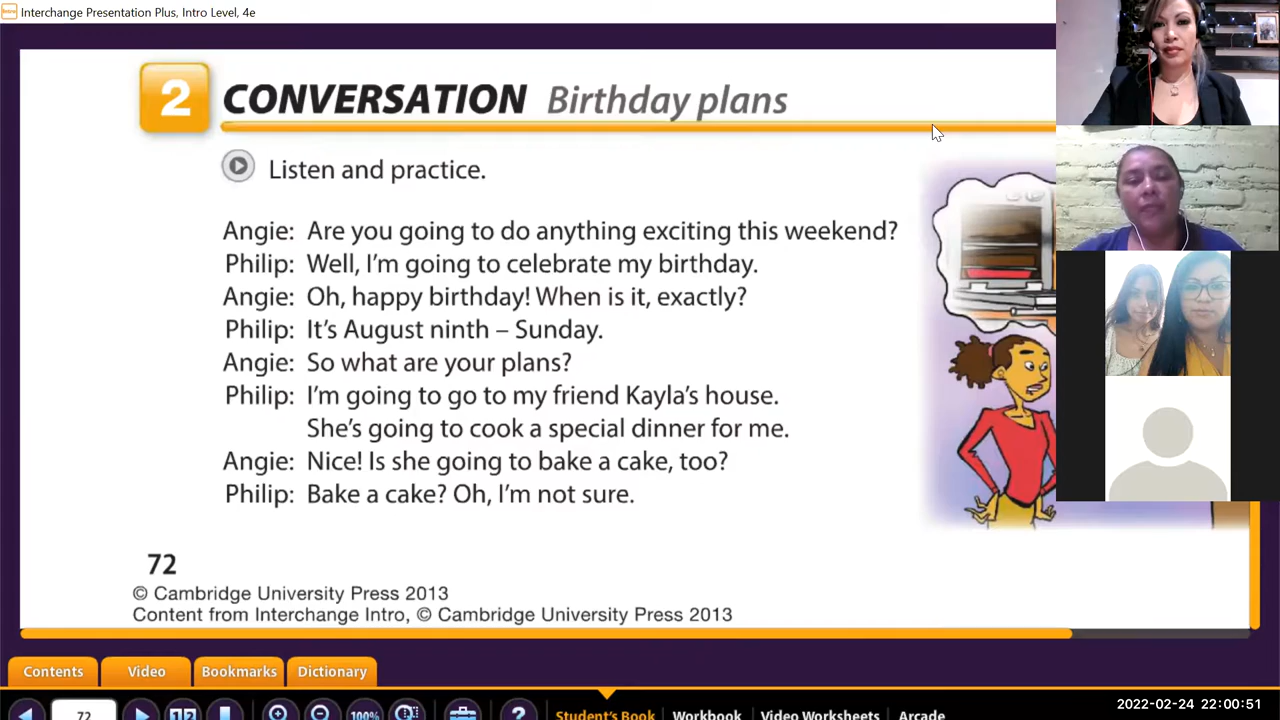 Interchange Presentation Plus, Intro Level, 4e
2 CONVERSATION Birthday plans
Listen and practice.
Angie: Are you going to do anything exciting this weekend?
Philip: Well, I'm going to celebrate my birthday.
Angie: Oh, happy birthday! When is it, exactly?
Philip: It's August ninth – Sunday.
Angie: So what are your plans?
Philip: I'm going to go to my friend Kayla's house.
She's going to cook a special dinner for me.
Angie: Nice! Is she going to bake a cake, too?
Philip: Bake a cake? Oh, I'm not sure.
72
© Cambridge University Press 2013
Content from Interchange Intro, © Cambridge University Press 2013
Contents Video Bookmarks Dictionary
72 1 2 100% ? Student's Book Workbook Video Worksheets Arcade
2022-02-24 22:00:51